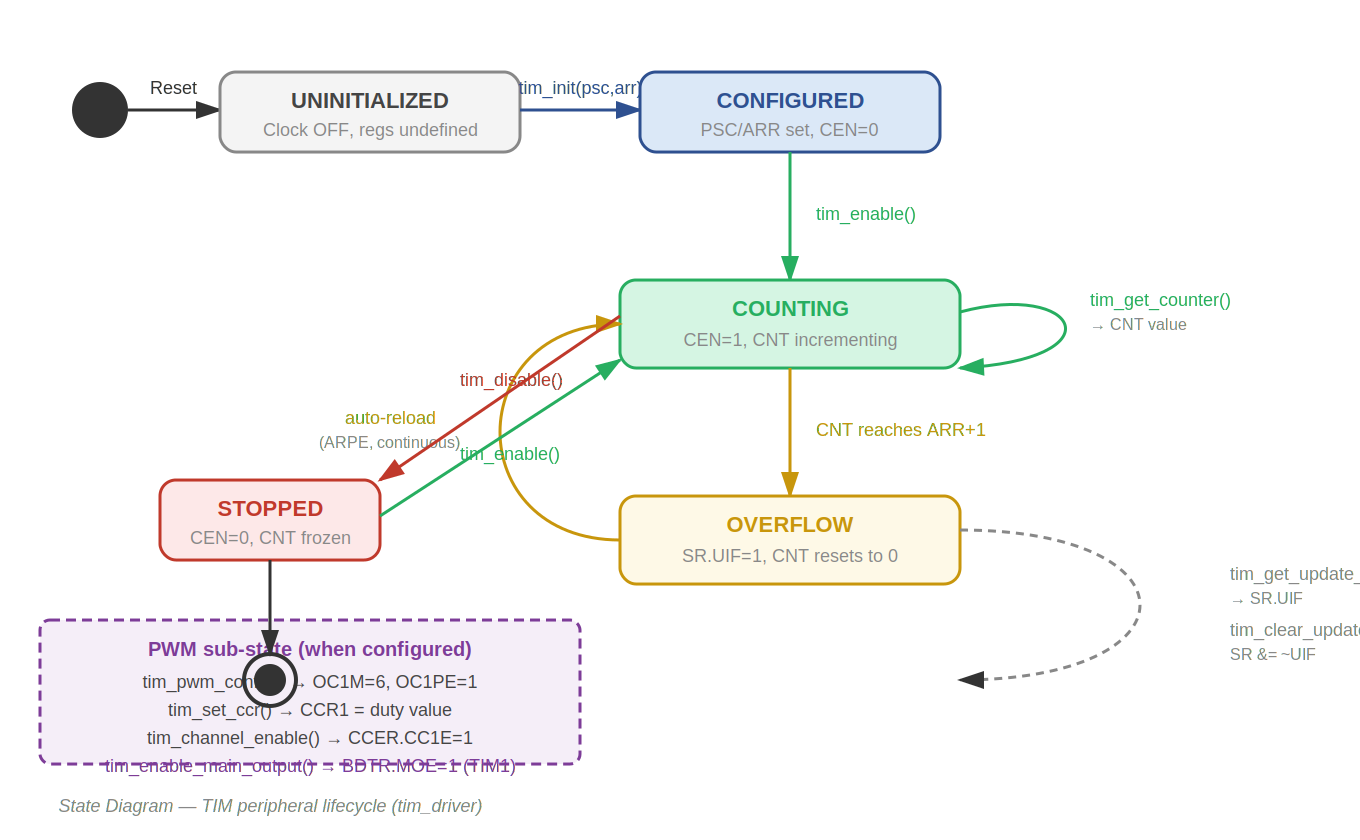 Reset
UNINITIALIZED
Clock OFF, regs undefined
tim_init(psc,arr)
CONFIGURED
PSC/ARR set, CEN=0
tim_enable()
COUNTING
CEN=1, CNT incrementing
tim_get_counter()
→ CNT value
tim_disable()
auto-reload
(ARPE, continuous)
tim_enable()
CNT reaches ARR+1
STOPPED
CEN=0, CNT frozen
OVERFLOW
SR.UIF=1, CNT resets to 0
tim_get_update_
→ SR.UIF
tim_clear_update
SR &= ~UIF
PWM sub-state (when configured)
→ OC1M=6, OC1PE=1
tim_set_ccr() → CCR1 = duty value
tim_channel_enable() → CCER.CC1E=1
tim_enable_main_output() → BDTR.MOE=1 (TIM1)
State Diagram — TIM peripheral lifecycle (tim_driver)